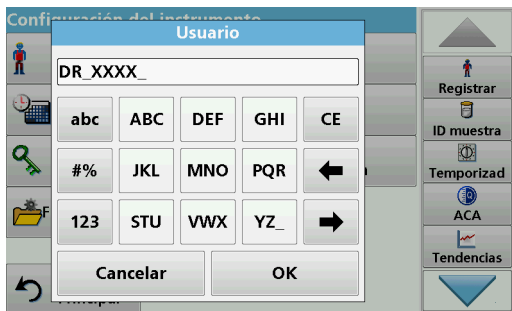 Configuración del instrumento
Usuario
DR_XXXX_
abc ABC DEF GHI CE
#% JKL MNO PQR
123 STU VWX YZ_
Cancelar OK
F
Principal
Registrar
ID muestra
Temporizad
ACA
Tendencias